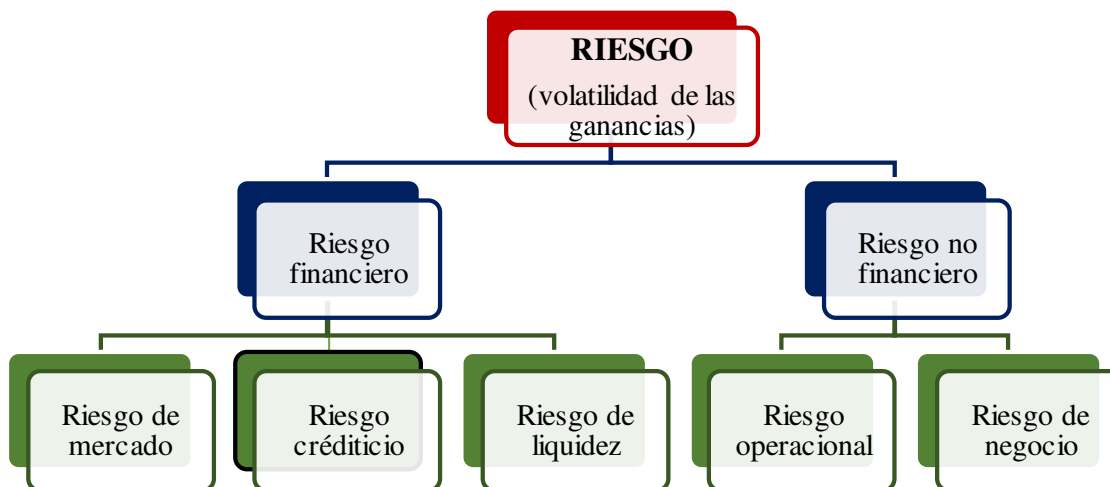 RIESGO
(volatilidad de las
ganancias)
Riesgo
financiero
Riesgo no
financiero
Riesgo de
mercado
Riesgo
créditicio
Riesgo de
liquidez
Riesgo
operacional
Riesgo de
negocio